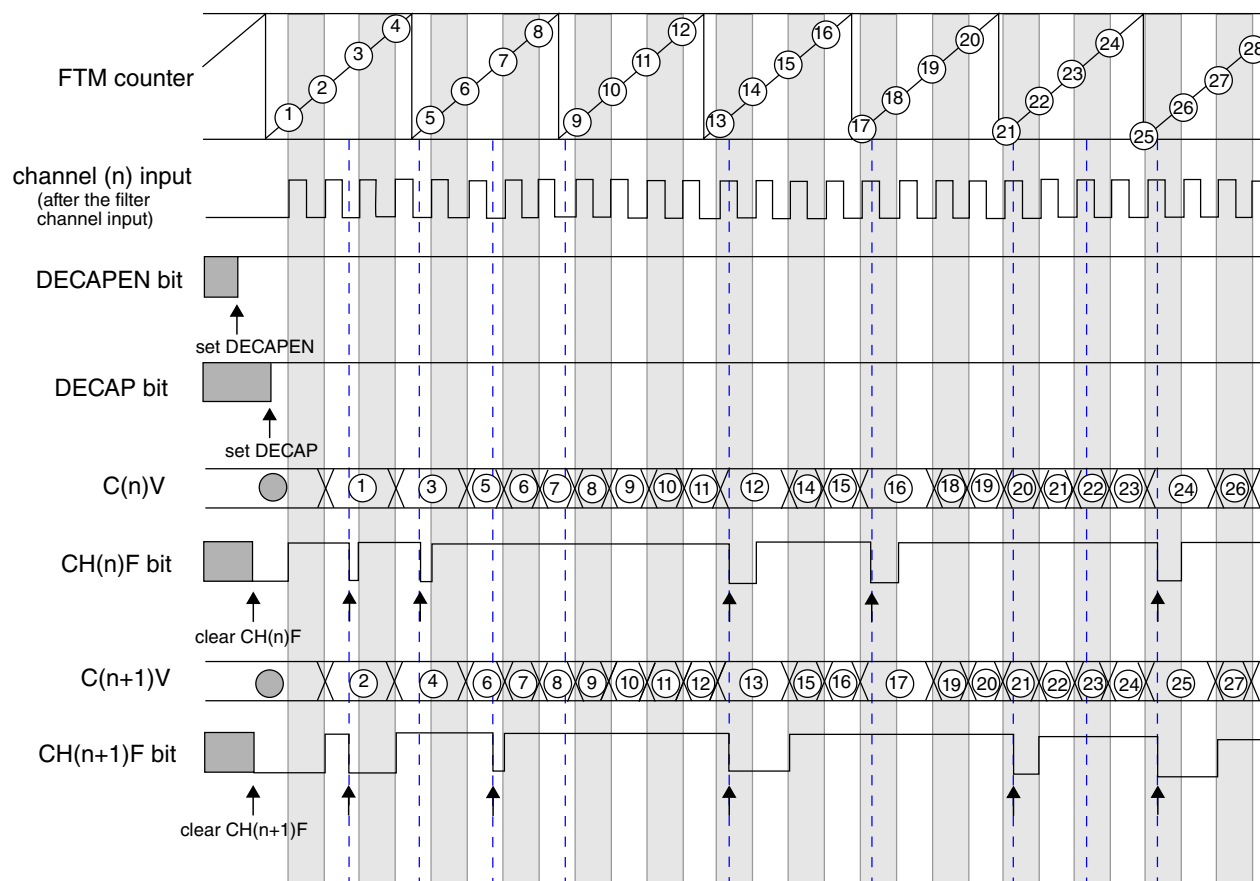 FTM counter
1 2 3 4 5 6 7 8 9 10 11 12 13 14 15 16 17 18 19 20 21 22 23 24 25 26 27 28
channel (n) input
(after the filter
channel input)
DECAPEN bit
set DECAPEN
DECAP bit
set DECAP
C(n)V
1 3 5 6 7 8 9 10 11 12 14 15 16 18 19 20 21 22 23 24 26
CH(n)F bit
clear CH(n)F
C(n+1)V
2 4 6 7 8 9 10 11 12 13 15 16 17 19 20 21 22 23 24 25 27
CH(n+1)F bit
clear CH(n+1)F